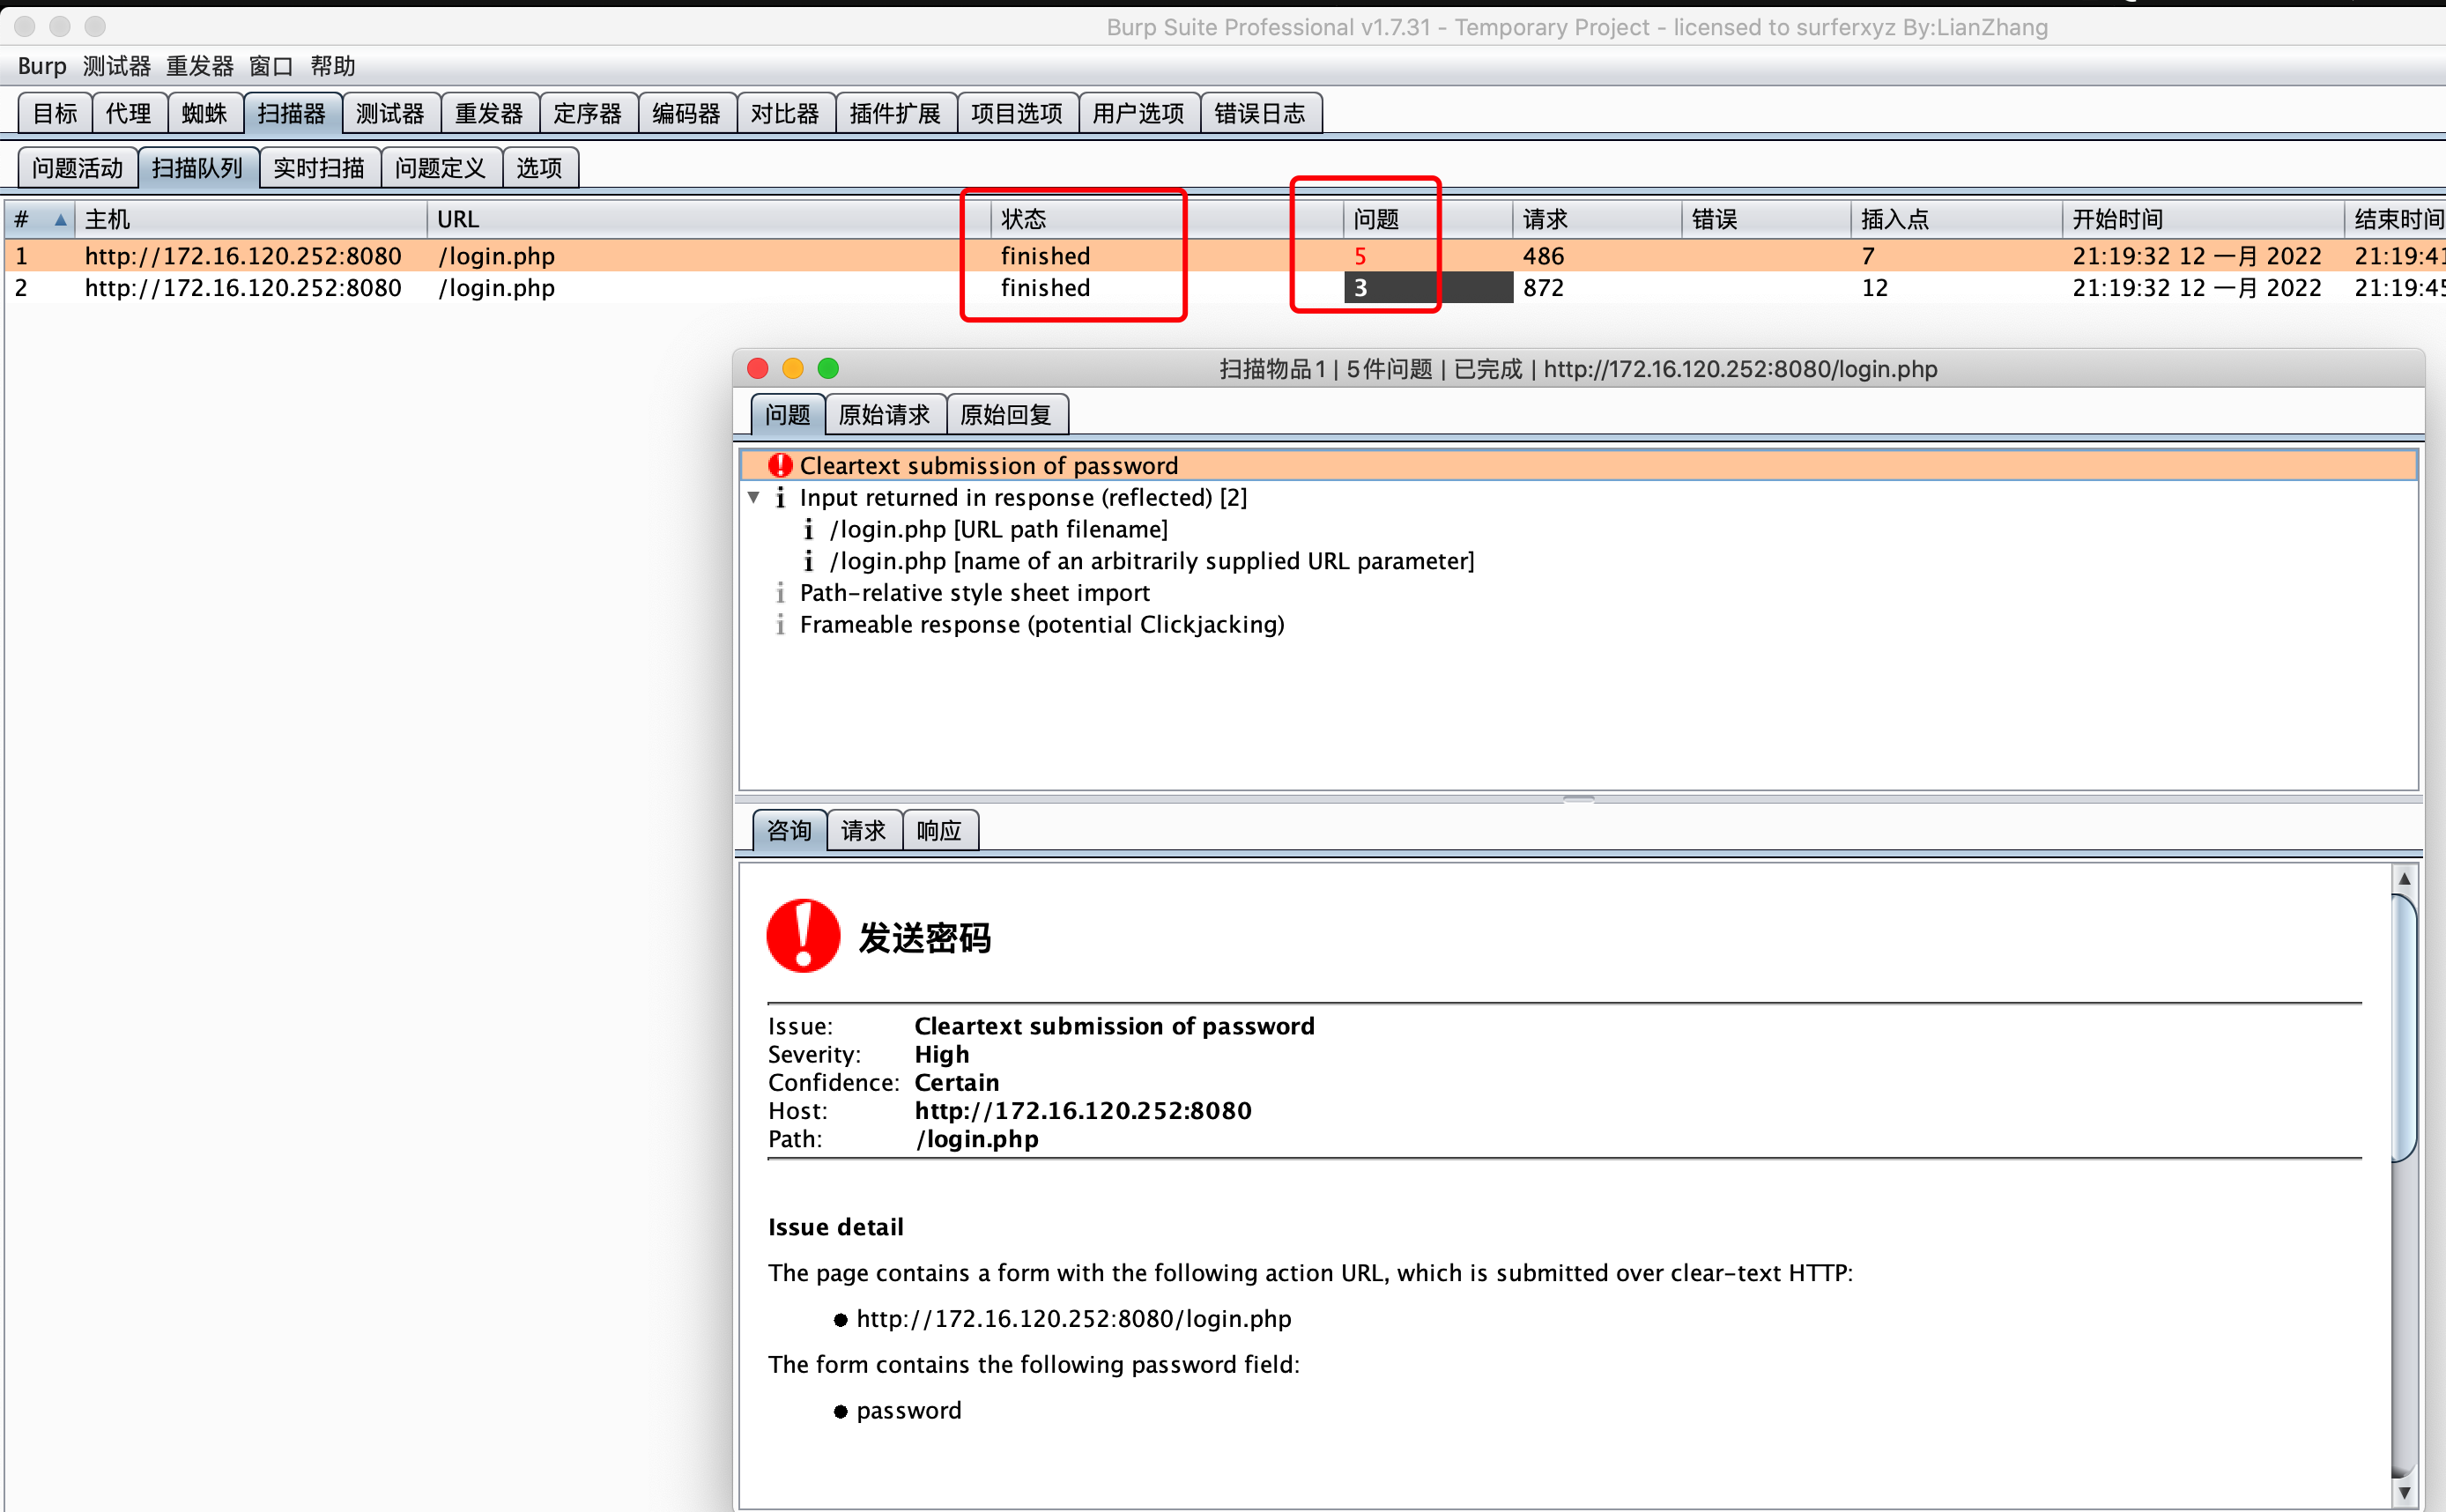 Burp Suite Professional v1.7.31 - Temporary Project - licensed to surferxyz By:LianZhang
Burp 测试器 重发器 窗口 帮助
目标 代理 蜘蛛 扫描器 测试器 重发器 定序器 编码器 对比器 插件扩展 项目选项 用户选项 错误日志
问题活动 扫描队列 实时扫描 问题定义 选项
# 主机 URL 状态 问题 请求 错误 插入点 开始时间 结束时间
1 http://172.16.120.252:8080 /login.php finished 5 486 7 21:19:32 12 一月 2022 21:19:41
2 http://172.16.120.252:8080 /login.php finished 3 872 12 21:19:32 12 一月 2022 21:19:45
扫描物品1 | 5件问题 | 已完成 | http://172.16.120.252:8080/login.php
问题 原始请求 原始回复
Cleartext submission of password
Input returned in response (reflected) [2]
/login.php [URL path filename]
/login.php [name of an arbitrarily supplied URL parameter]
Path-relative style sheet import
Frameable response (potential Clickjacking)
咨询 请求 响应
发送密码
Issue: Cleartext submission of password
Severity: High
Confidence: Certain
Host: http://172.16.120.252:8080
Path: /login.php
Issue detail
The page contains a form with the following action URL, which is submitted over clear-text HTTP:
http://172.16.120.252:8080/login.php
The form contains the following password field:
password